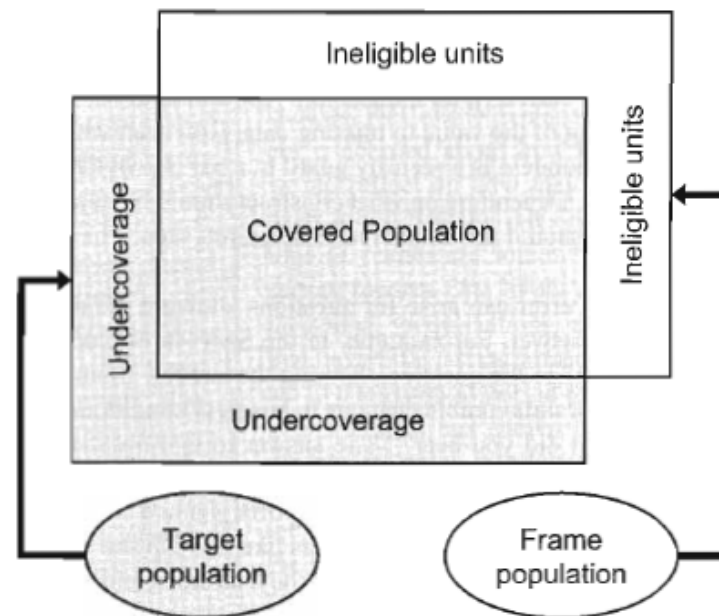 Ineligible units
Ineligible units
Undercoverage
Covered Population
Undercoverage
Target
population
Frame
population